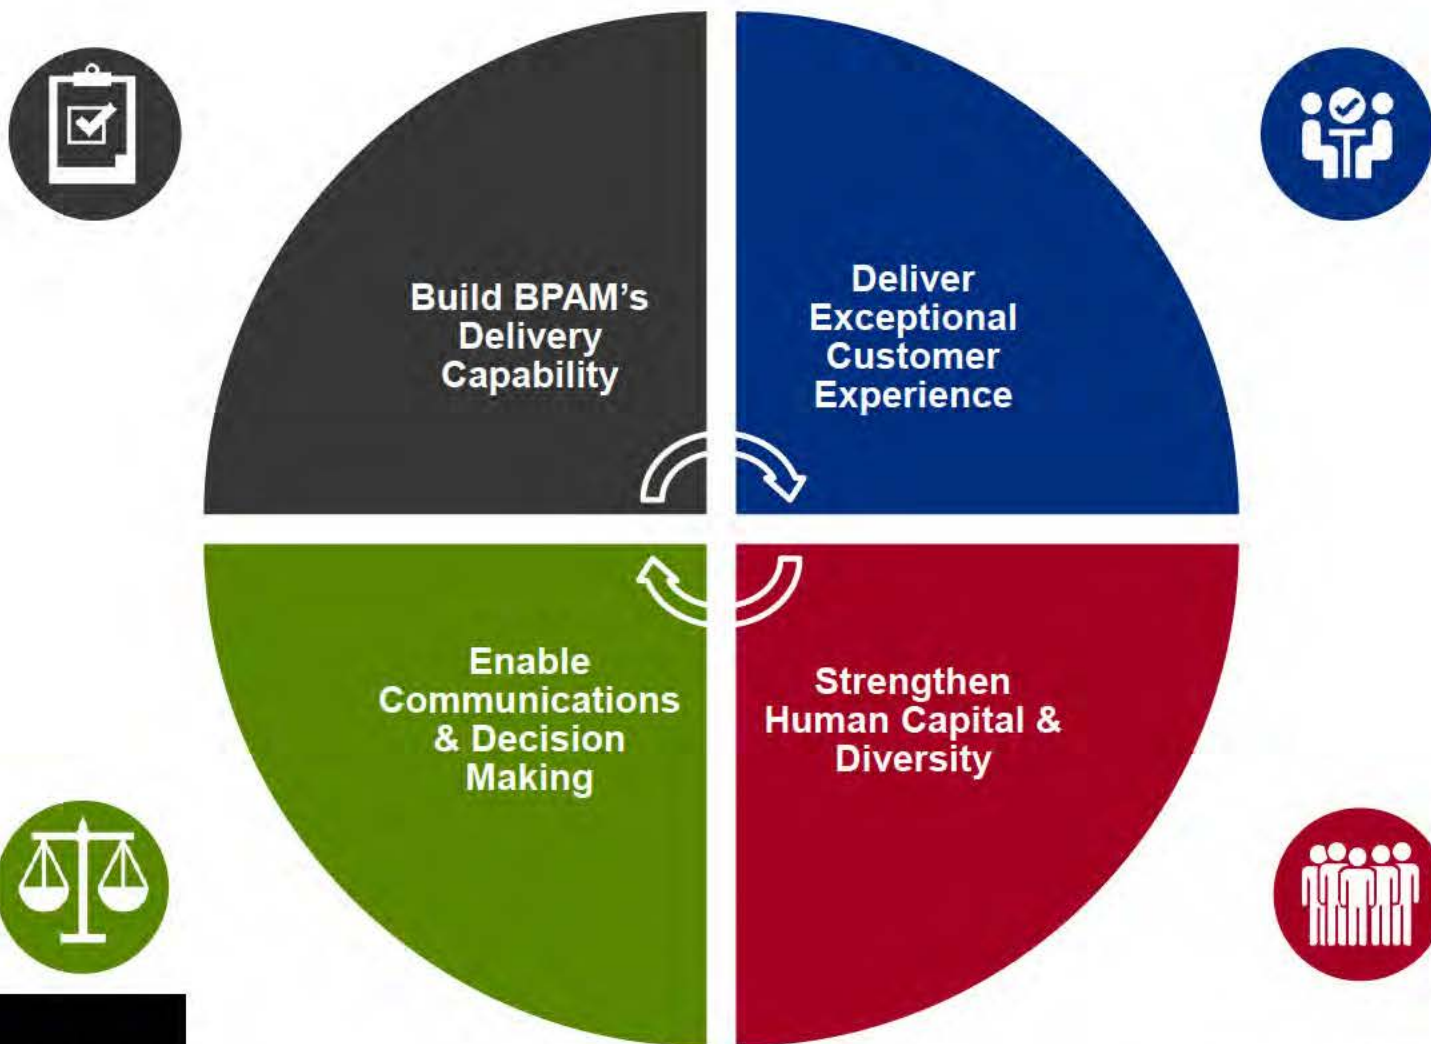 Build BPAM's
Delivery
Capability
Deliver
Exceptional
Customer
Experience
Enable
Communications
& Decision
Making
Strengthen
Human Capital &
Diversity